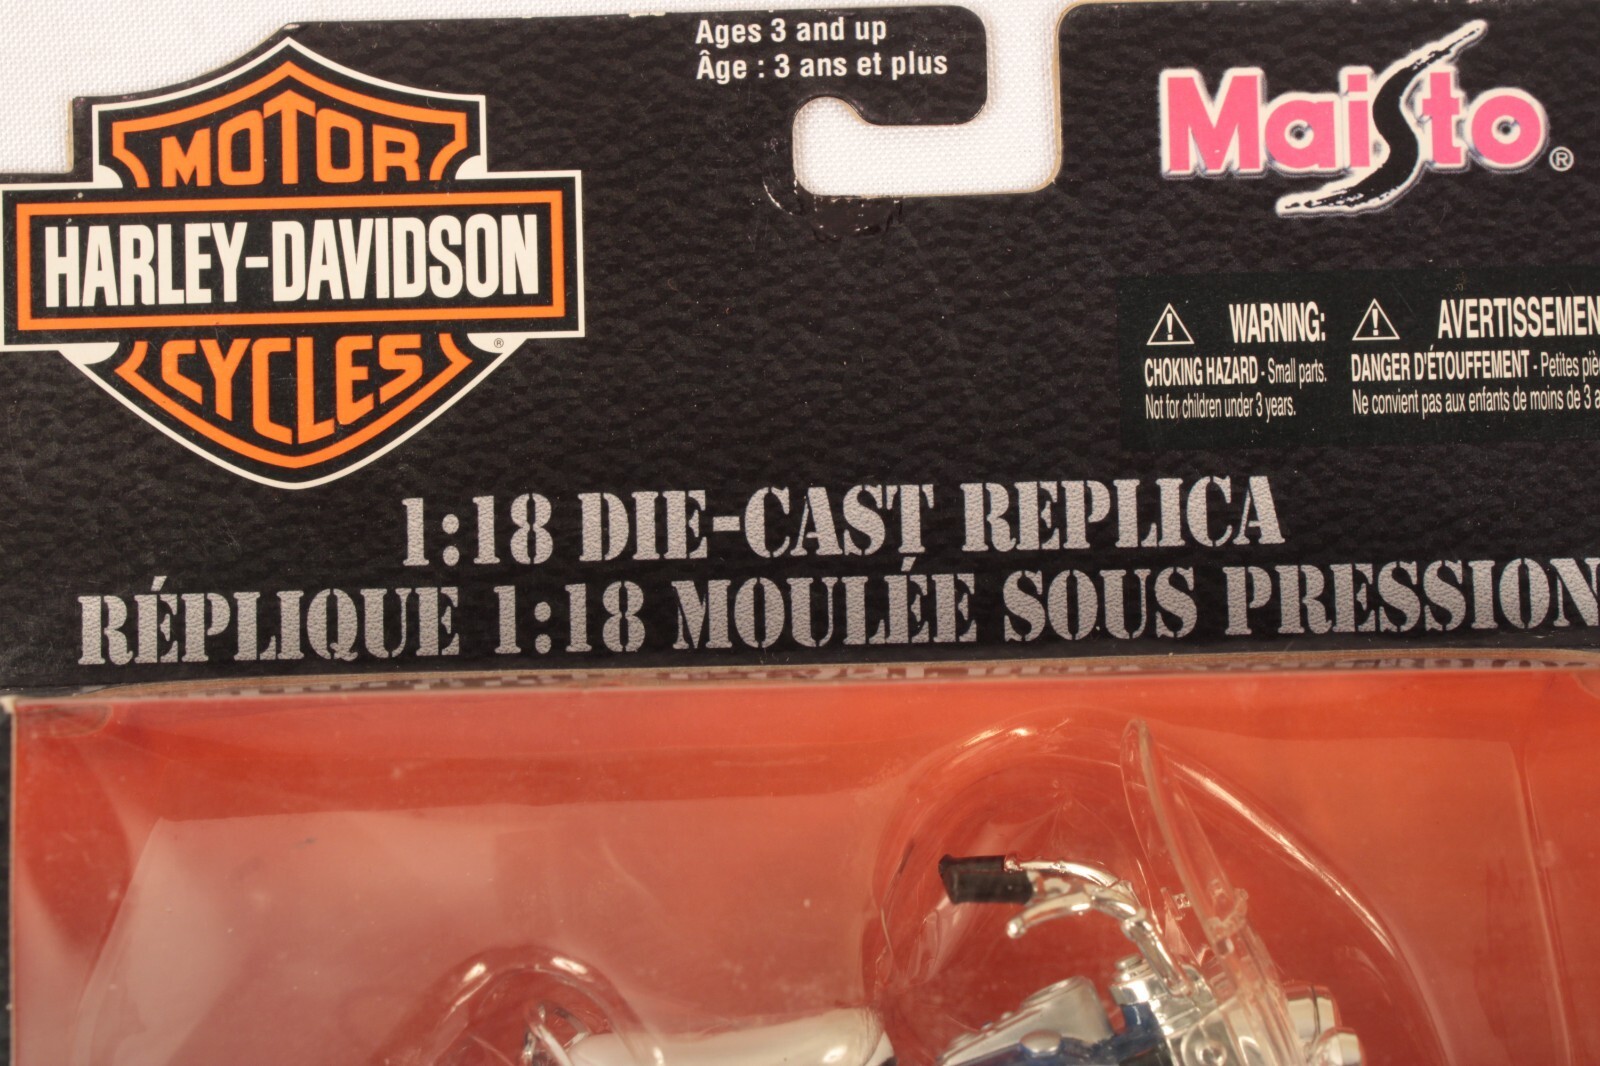 Ages 3 and up
Âge : 3 ans et plus
MOTOR
HARLEY-DAVIDSON
CYCLES
®
Maisto®
WARNING:
CHOKING HAZARD - Small parts.
Not for children under 3 years.
AVERTISSEMEN
DANGER D'ÉTOUFFEMENT - Petites piè
Ne convient pas aux enfants de moins de 3 a
1:18 DIE-CAST REPLICA
RÉPLIQUE 1:18 MOULÉE SOUS PRESSION